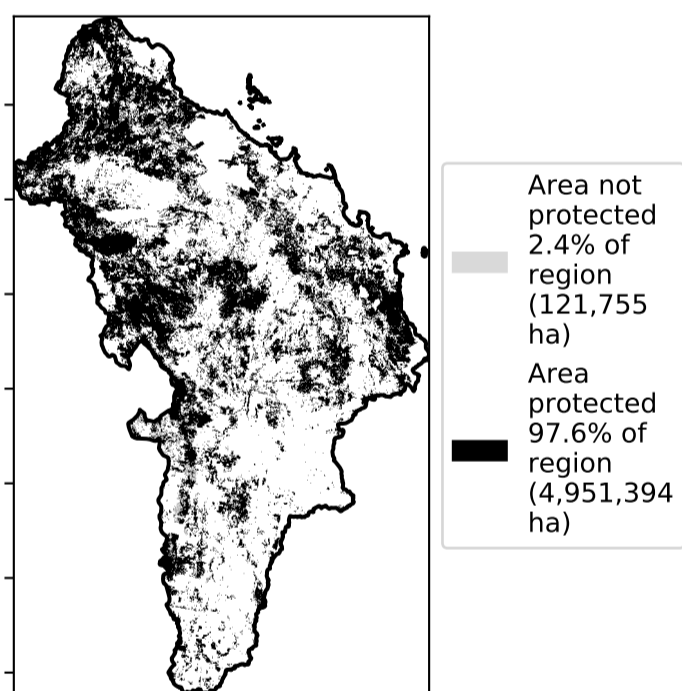 Area not
protected
2.4% of
region
(121,755
ha)
Area
protected
97.6% of
region
(4,951,394
ha)